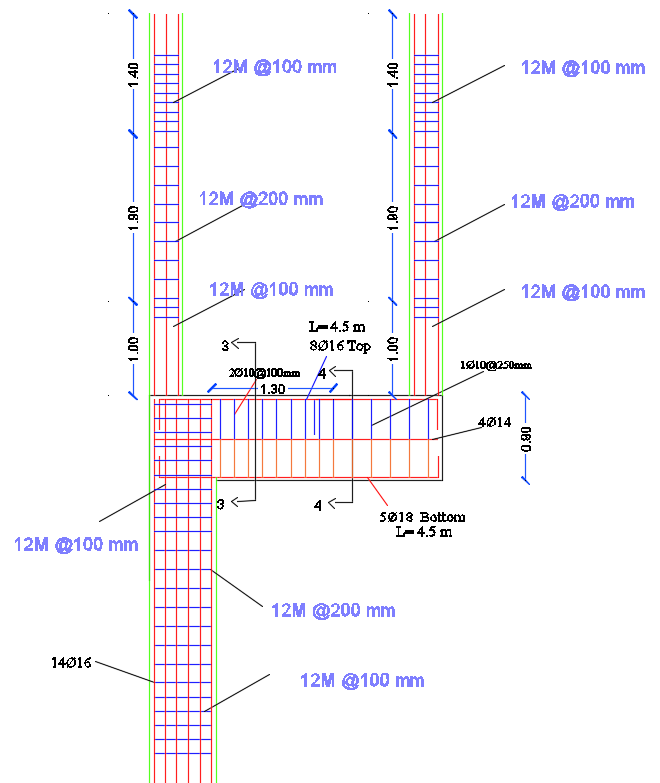 1.40
12M @100 mm
1.40
12M @100 mm
1.90
12M @200 mm
1.90
12M @200 mm
12M @100 mm
12M @100 mm
1.00
3
L=4.5 m
8Ø16 Top
1.00
2Ø10@100mm
4
1Ø10@250mm
1.30
4Ø14
0.90
3
4
5Ø18 Bottom
L=4.5 m
12M @100 mm
12M @200 mm
14Ø16
12M @100 mm